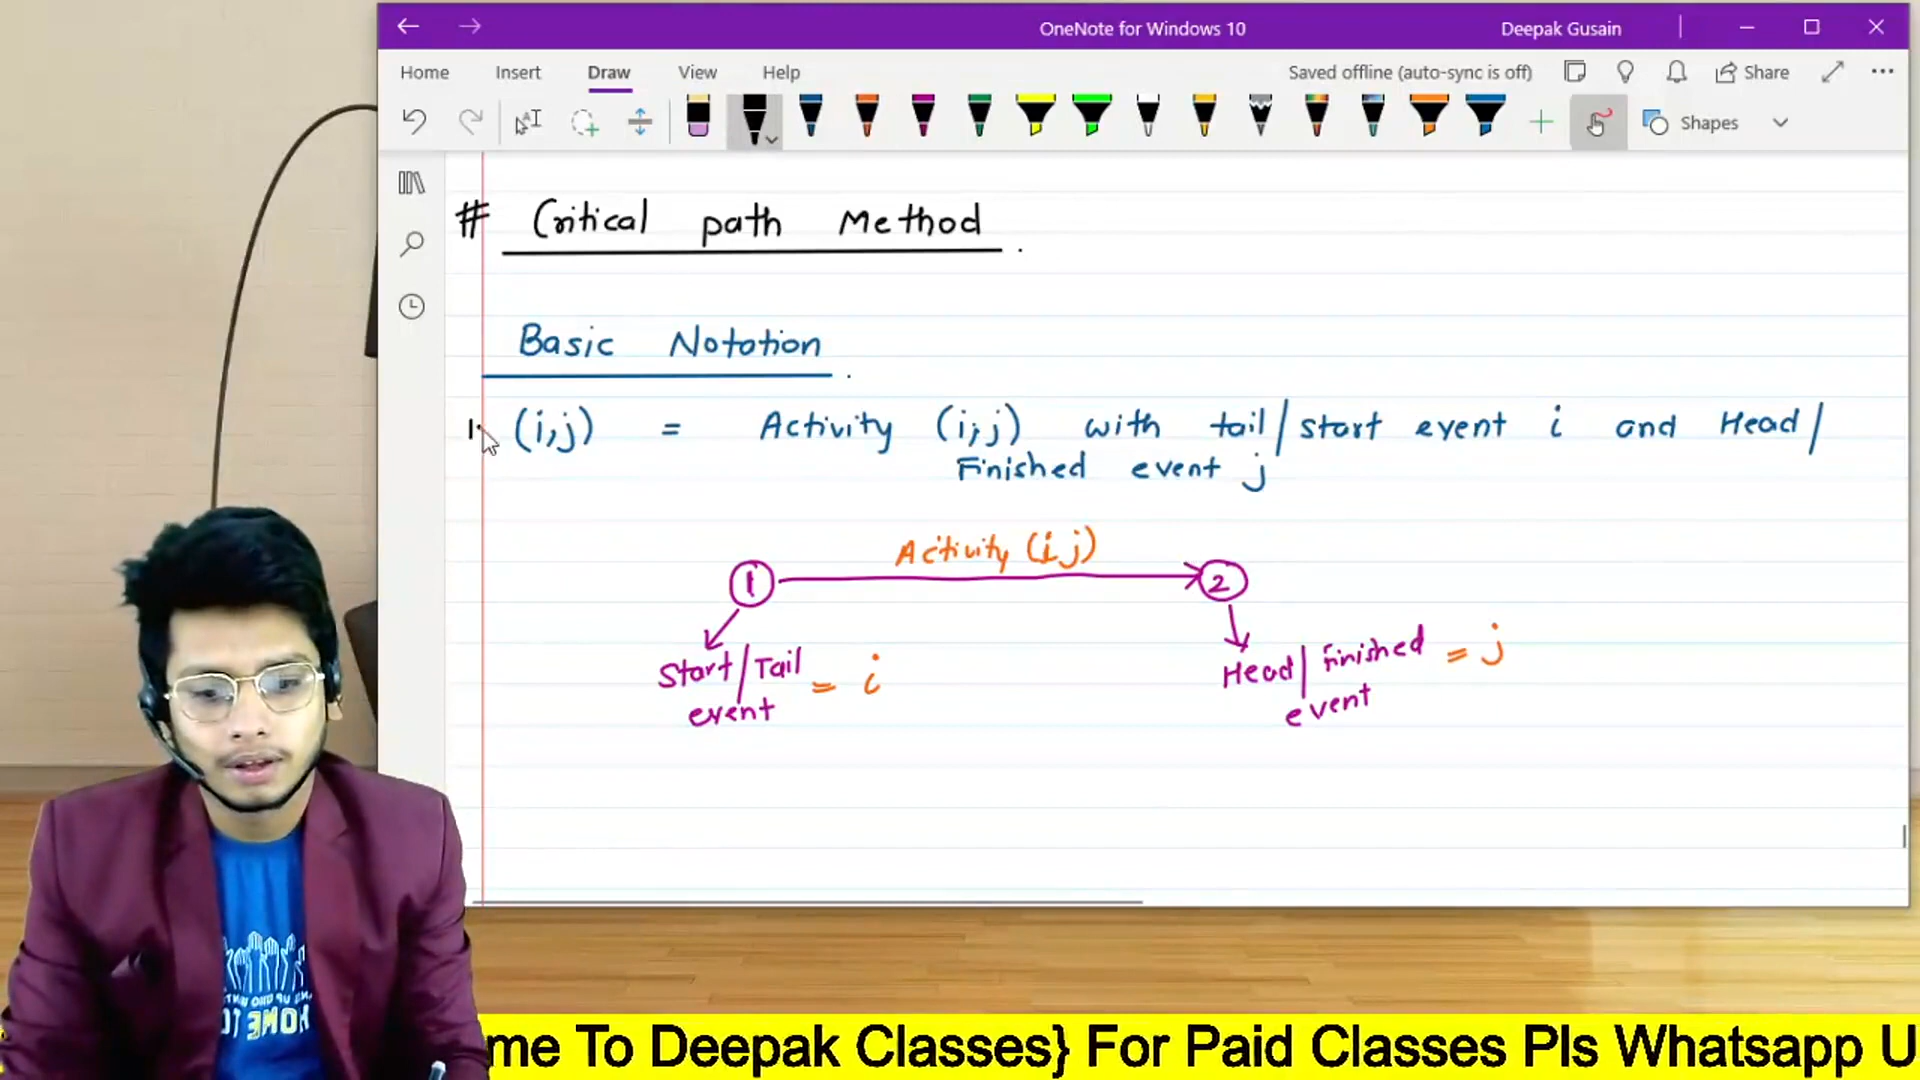 OneNote for Windows 10
Deepak Gusain
Home Insert Draw View Help
Saved offline (auto-sync is off)
Share
Shapes
# Critical path Method
Basic Notation
1. (i,j) = Activity (i,j) with tail/start event i and Head/
Finished event j
Activity (i,j)
1 2
Start/Tail event = i
Head/Finished event = j
HOME TO
me To Deepak Classes} For Paid Classes Pls Whatsapp U